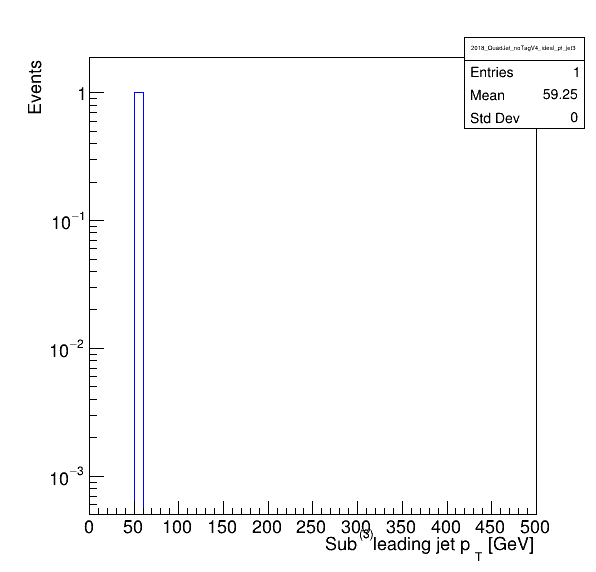 2018_QuadJet_noTagV4_ideal_pt_jet3
Entries 1
Mean 59.25
Std Dev 0
Events
1
10⁻¹
10⁻²
10⁻³
0 50 100 150 200 250 300 350 400 450 500
Sub⁽³⁾leading jet p_T [GeV]